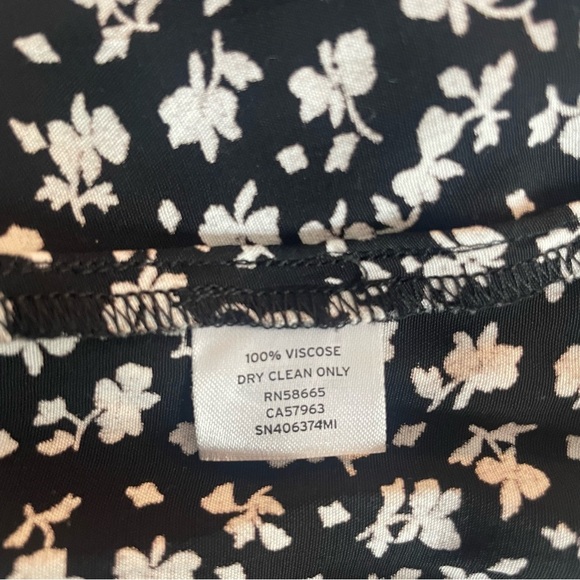 100% VISCOSE
DRY CLEAN ONLY
RN58665
CA57963
SN406374MI